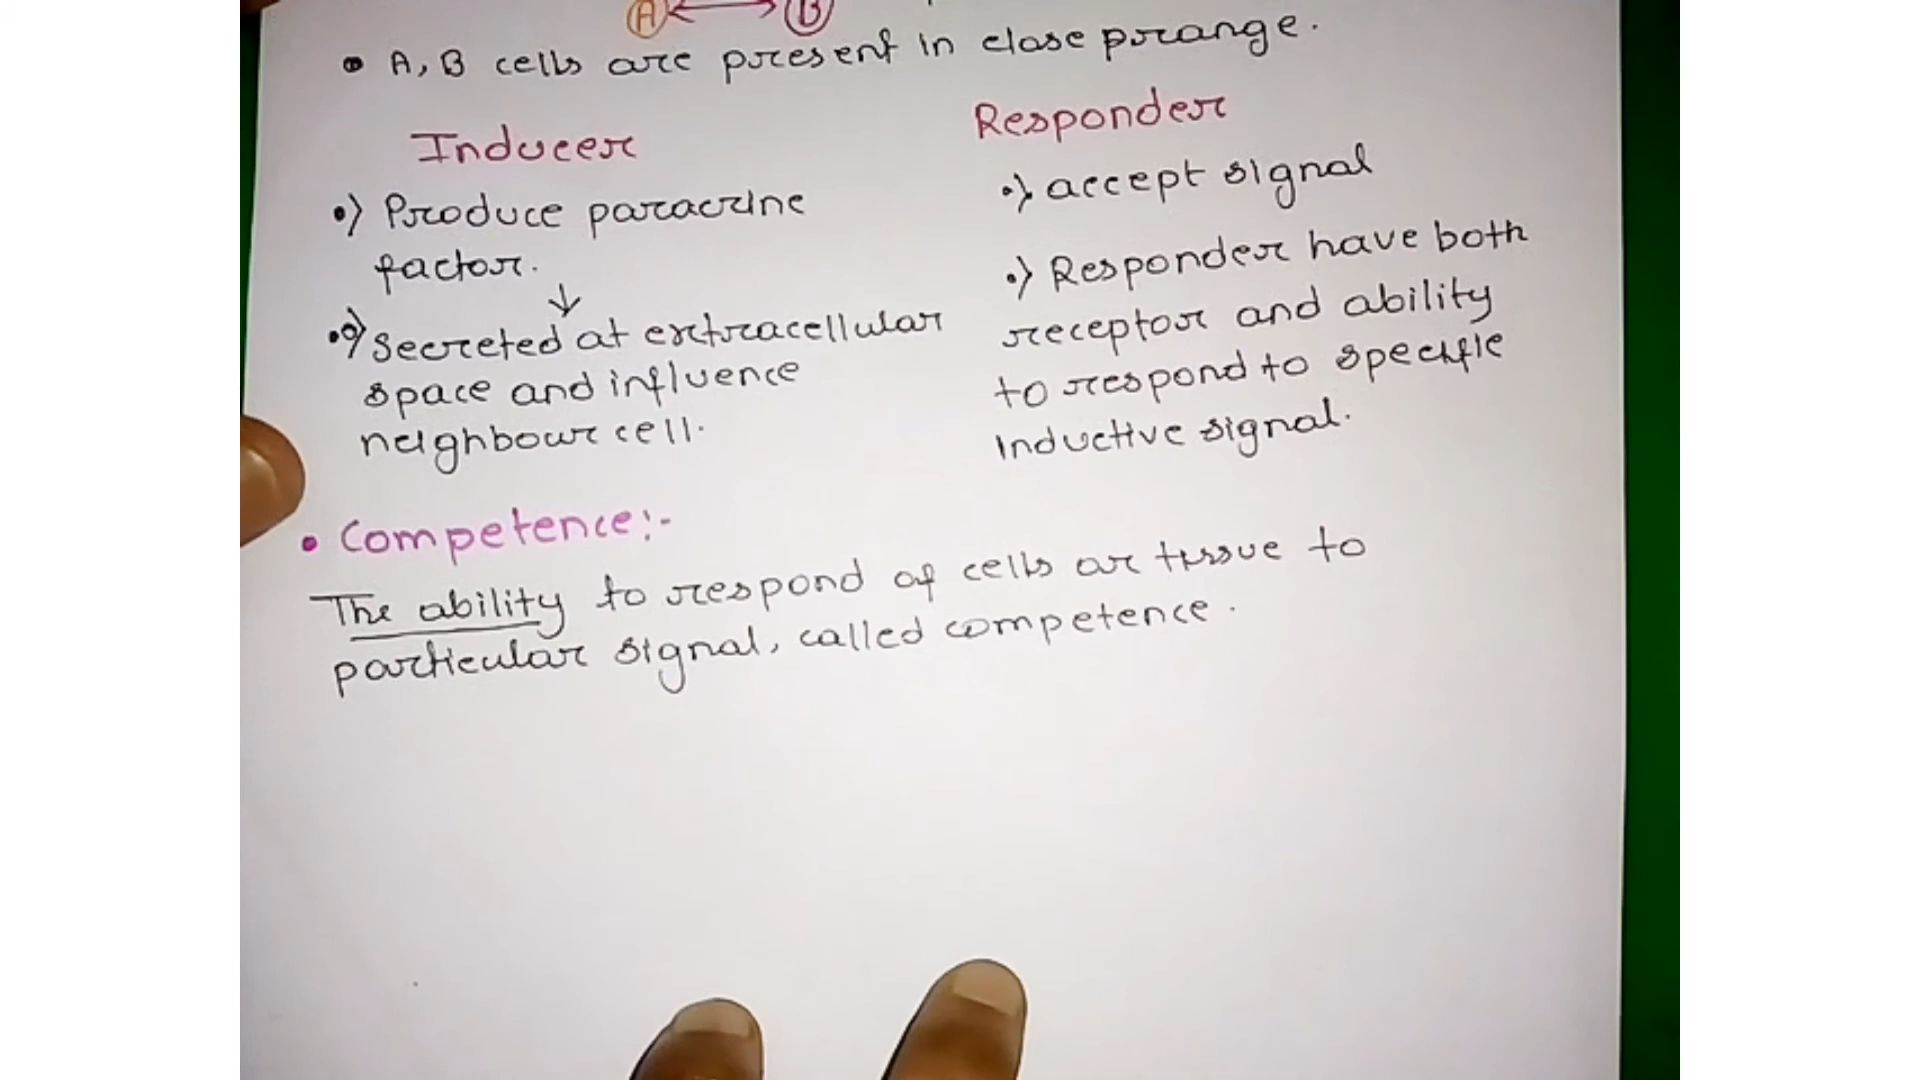 A B
• A, B cells are present in close prange.
Inducer
•) Produce paracrine
factor.
↓
•) Secreted at extracellular
space and influence
neighbour cell.
Responder
•) accept signal
•) Responder have both
receptor and ability
to respond to specific
inductive signal.
• Competence:-
The ability to respond of cells or tissue to
particular signal, called competence.